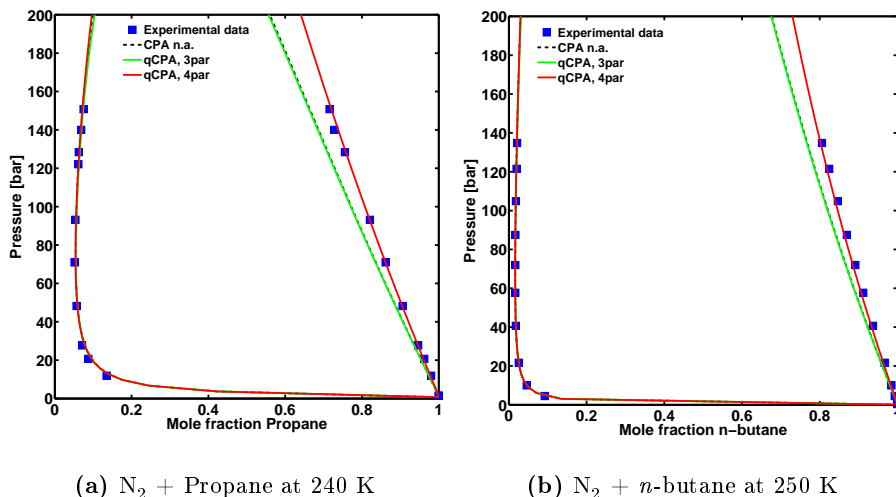 200
180
160
140
120
100
80
60
40
20
0
Pressure [bar]
Experimental data
CPA n.a.
qCPA, 3par
qCPA, 4par
0 0.2 0.4 0.6 0.8 1
Mole fraction Propane
(a) N₂ + Propane at 240 K
200
180
160
140
120
100
80
60
40
20
0
Pressure [bar]
Experimental data
CPA n.a.
qCPA, 3par
qCPA, 4par
0 0.2 0.4 0.6 0.8
Mole fraction n−butane
(b) N₂ + n-butane at 250 K